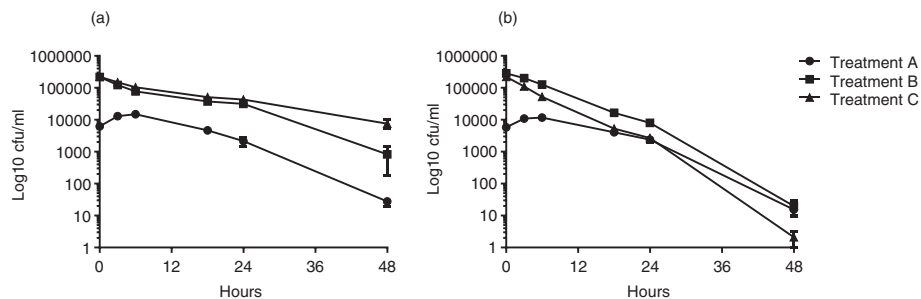 (a)
Log10 cfu/ml
1000000
100000
10000
1000
100
10
1
0 12 24 36 48
Hours
(b)
Log10 cfu/ml
1000000
100000
10000
1000
100
10
1
0 12 24 36 48
Hours
Treatment A
Treatment B
Treatment C